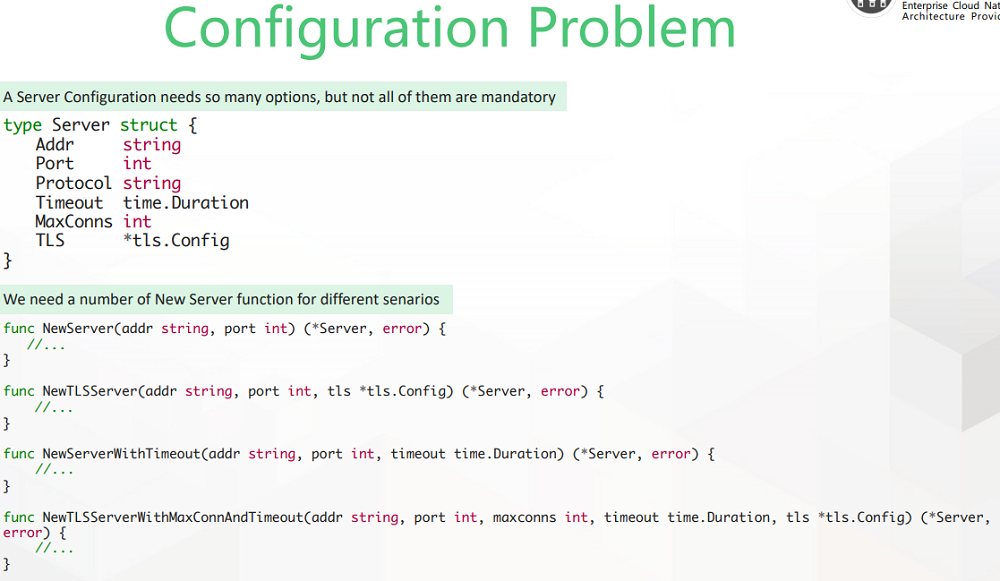 Configuration Problem
Enterprise Cloud Nat
Architecture Provid
A Server Configuration needs so many options, but not all of them are mandatory
type Server struct {
    Addr     string
    Port     int
    Protocol string
    Timeout  time.Duration
    MaxConns int
    TLS      *tls.Config
}
We need a number of New Server function for different senarios
func NewServer(addr string, port int) (*Server, error) {
    //...
}
func NewTLSServer(addr string, port int, tls *tls.Config) (*Server, error) {
    //...
}
func NewServerWithTimeout(addr string, port int, timeout time.Duration) (*Server, error) {
    //...
}
func NewTLSServerWithMaxConnAndTimeout(addr string, port int, maxconns int, timeout time.Duration, tls *tls.Config) (*Server,
error) {
    //...
}